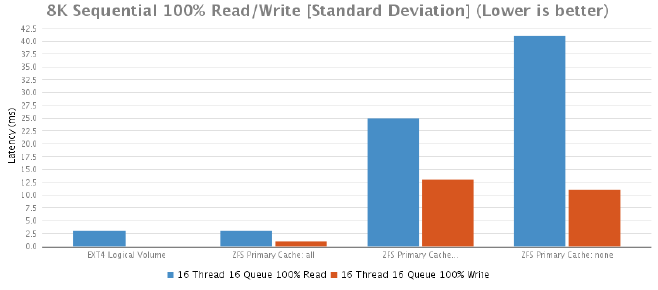 8K Sequential 100% Read/Write [Standard Deviation] (Lower is better)
42.5
40.0
37.5
35.0
32.5
30.0
27.5
25.0
22.5
20.0
17.5
15.0
12.5
10.0
7.5
5.0
2.5
0.0
Latency (ms)
EXT4 Logical Volume
ZFS Primary Cache: all
ZFS Primary Cache...
ZFS Primary Cache: none
16 Thread 16 Queue 100% Read
16 Thread 16 Queue 100% Write